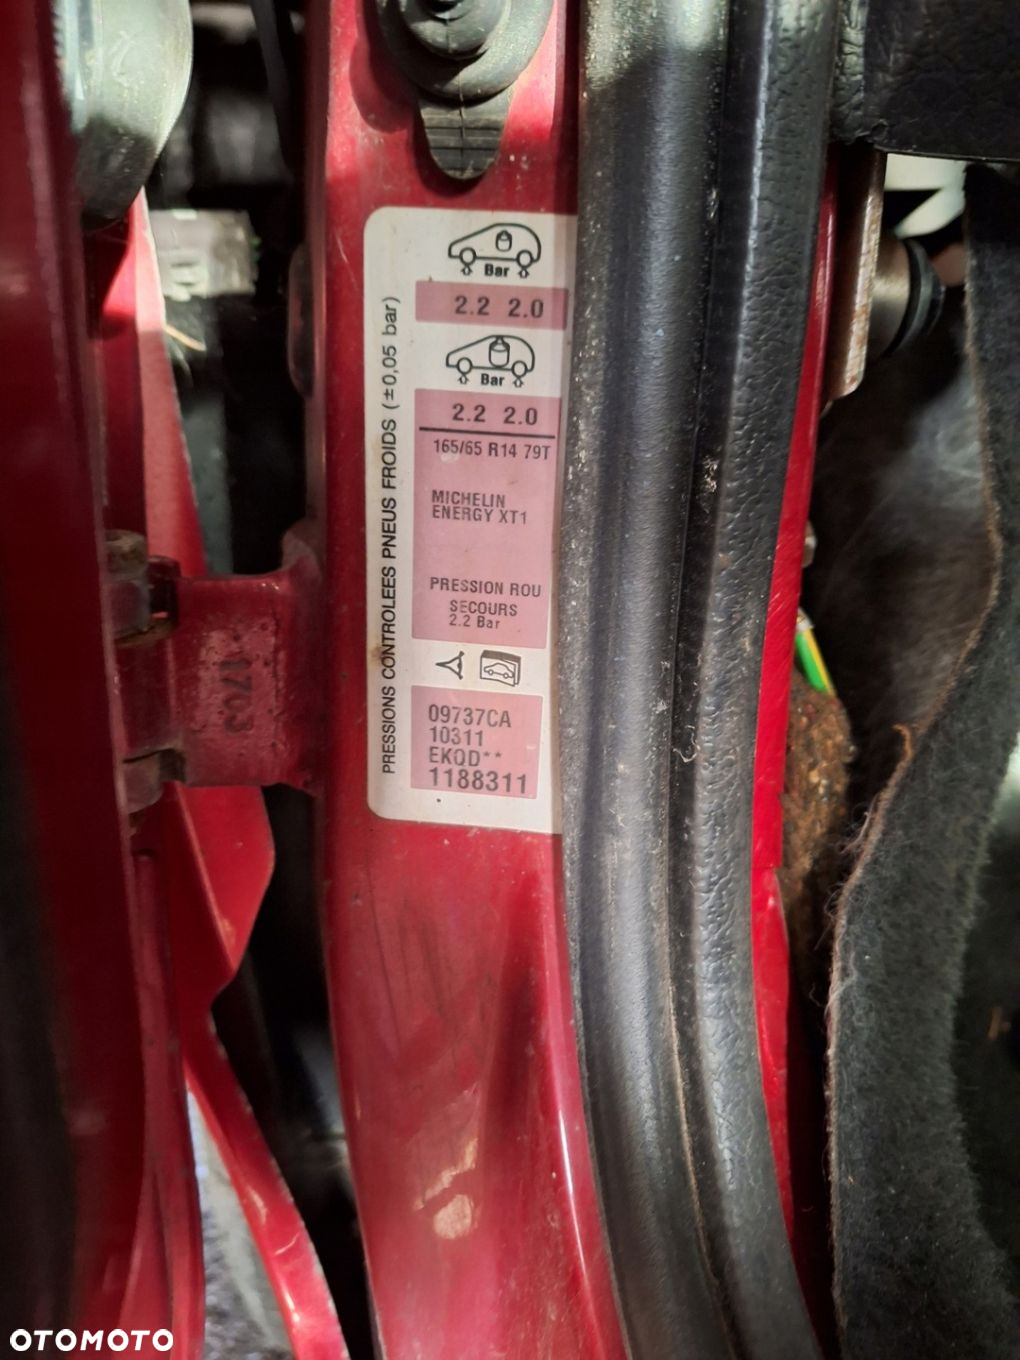 Bar
2.2 2.0
Bar
2.2 2.0
165/65 R14 79T
MICHELIN
ENERGY XT1
PRESSION ROU
SECOURS
2.2 Bar
PRESSIONS CONTROLEES PNEUS FROIDS (±0,05 bar)
09737CA
10311
EKQD**
1188311
1703
OTOMOTO